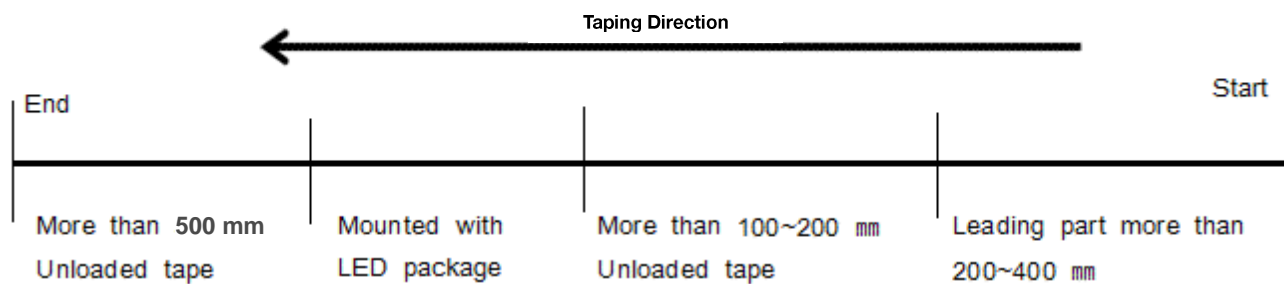 Taping Direction
End
Start
More than 500 mm
Unloaded tape
Mounted with
LED package
More than 100~200 ㎜
Unloaded tape
Leading part more than
200~400 ㎜